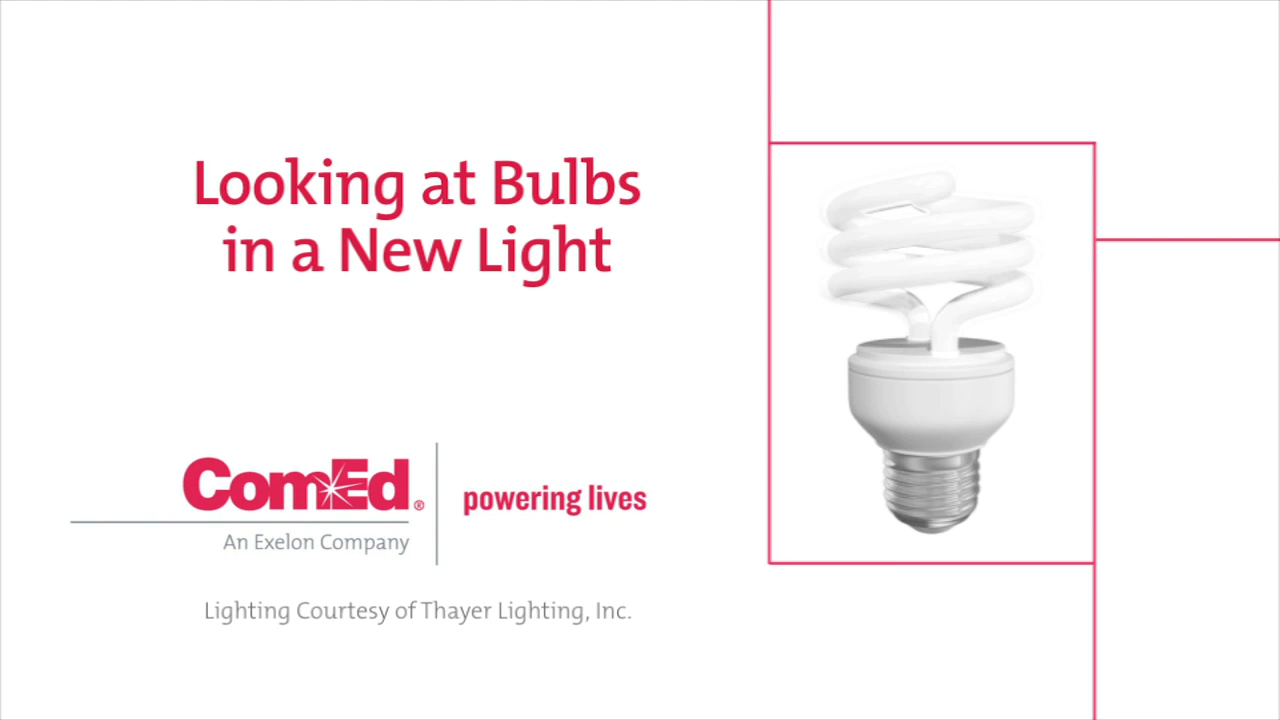 Looking at Bulbs
in a New Light
ComEd®
powering lives
An Exelon Company
Lighting Courtesy of Thayer Lighting, Inc.